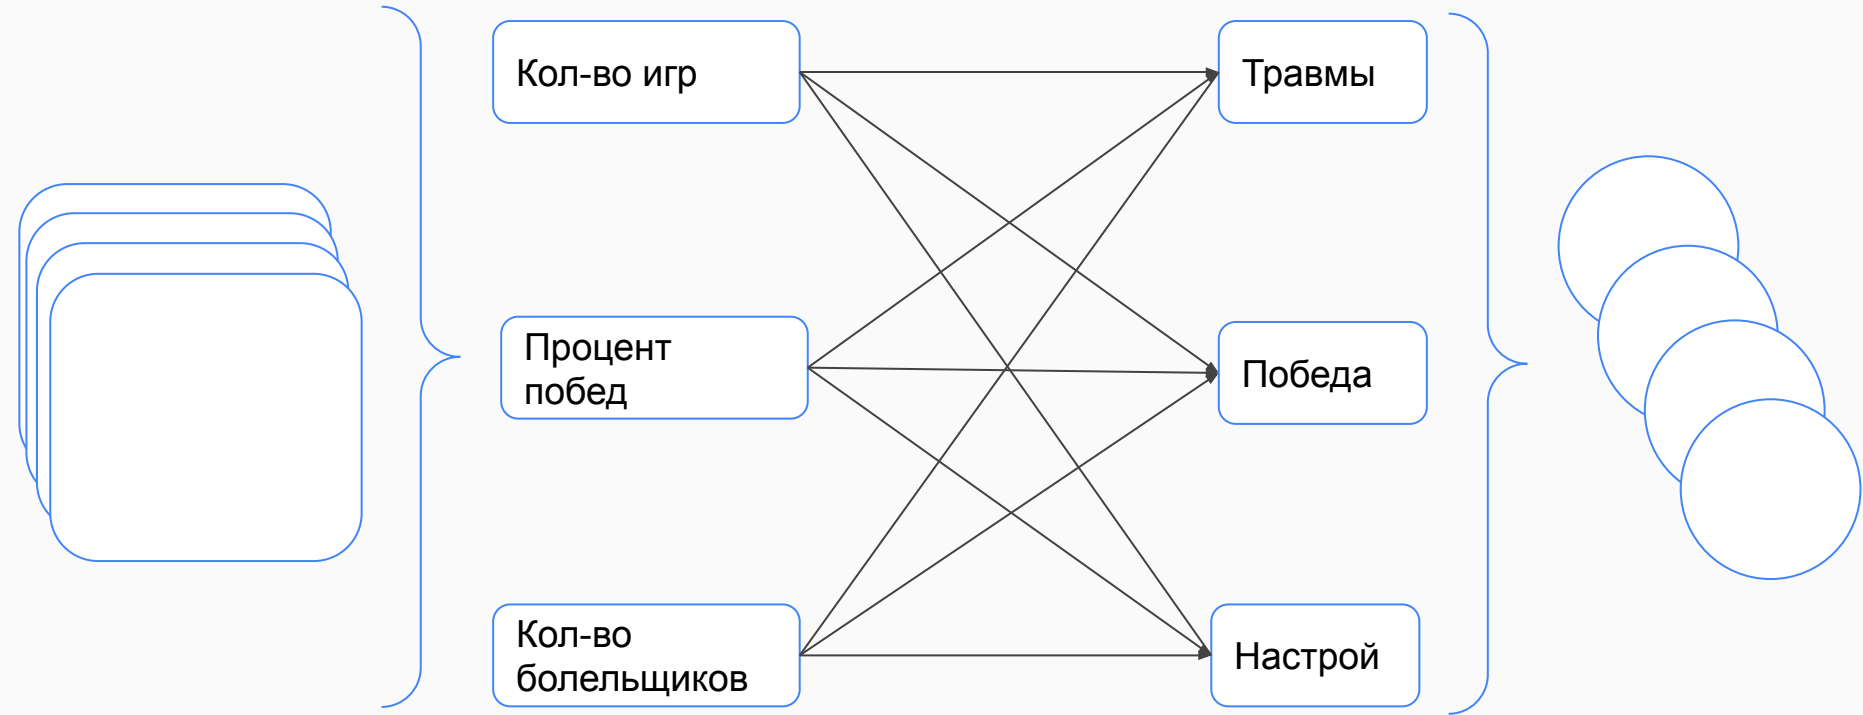 Кол-во игр
Травмы
Процент
побед
Победа
Кол-во
болельщиков
Настрой